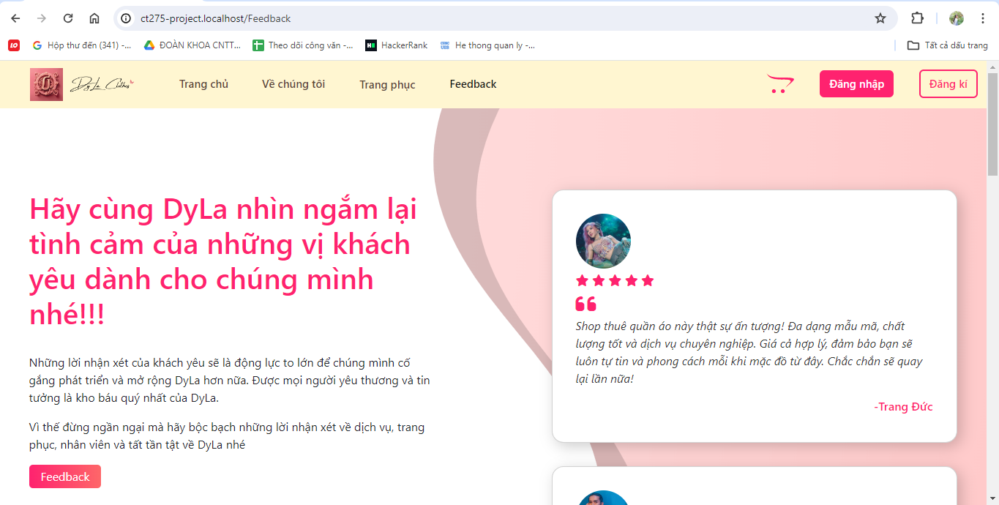 ct275-project.localhost/Feedback
Hộp thư đến (341) -...
ĐOÀN KHOA CNTT...
Theo dõi công văn -...
HackerRank
He thong quan ly -...
Tất cả dấu trang
DyLa Clothes
Trang chủ
Về chúng tôi
Trang phục
Feedback
Đăng nhập
Đăng kí
Hãy cùng DyLa nhìn ngắm lại
tình cảm của những vị khách
yêu dành cho chúng mình
nhé!!!
Những lời nhận xét của khách yêu sẽ là động lực to lớn để chúng mình cố
gắng phát triển và mở rộng DyLa hơn nữa. Được mọi người yêu thương và tin
tưởng là kho báu quý nhất của DyLa.
Vì thế đừng ngần ngại mà hãy bộc bạch những lời nhận xét về dịch vụ, trang
phục, nhân viên và tất tần tật về DyLa nhé
Feedback
Shop thuê quần áo này thật sự ấn tượng! Đa dạng mẫu mã, chất
lượng tốt và dịch vụ chuyên nghiệp. Giá cả hợp lý, đảm bảo bạn sẽ
luôn tự tin và phong cách mỗi khi mặc đồ từ đây. Chắc chắn sẽ quay
lại lần nữa!
-Trang Đức